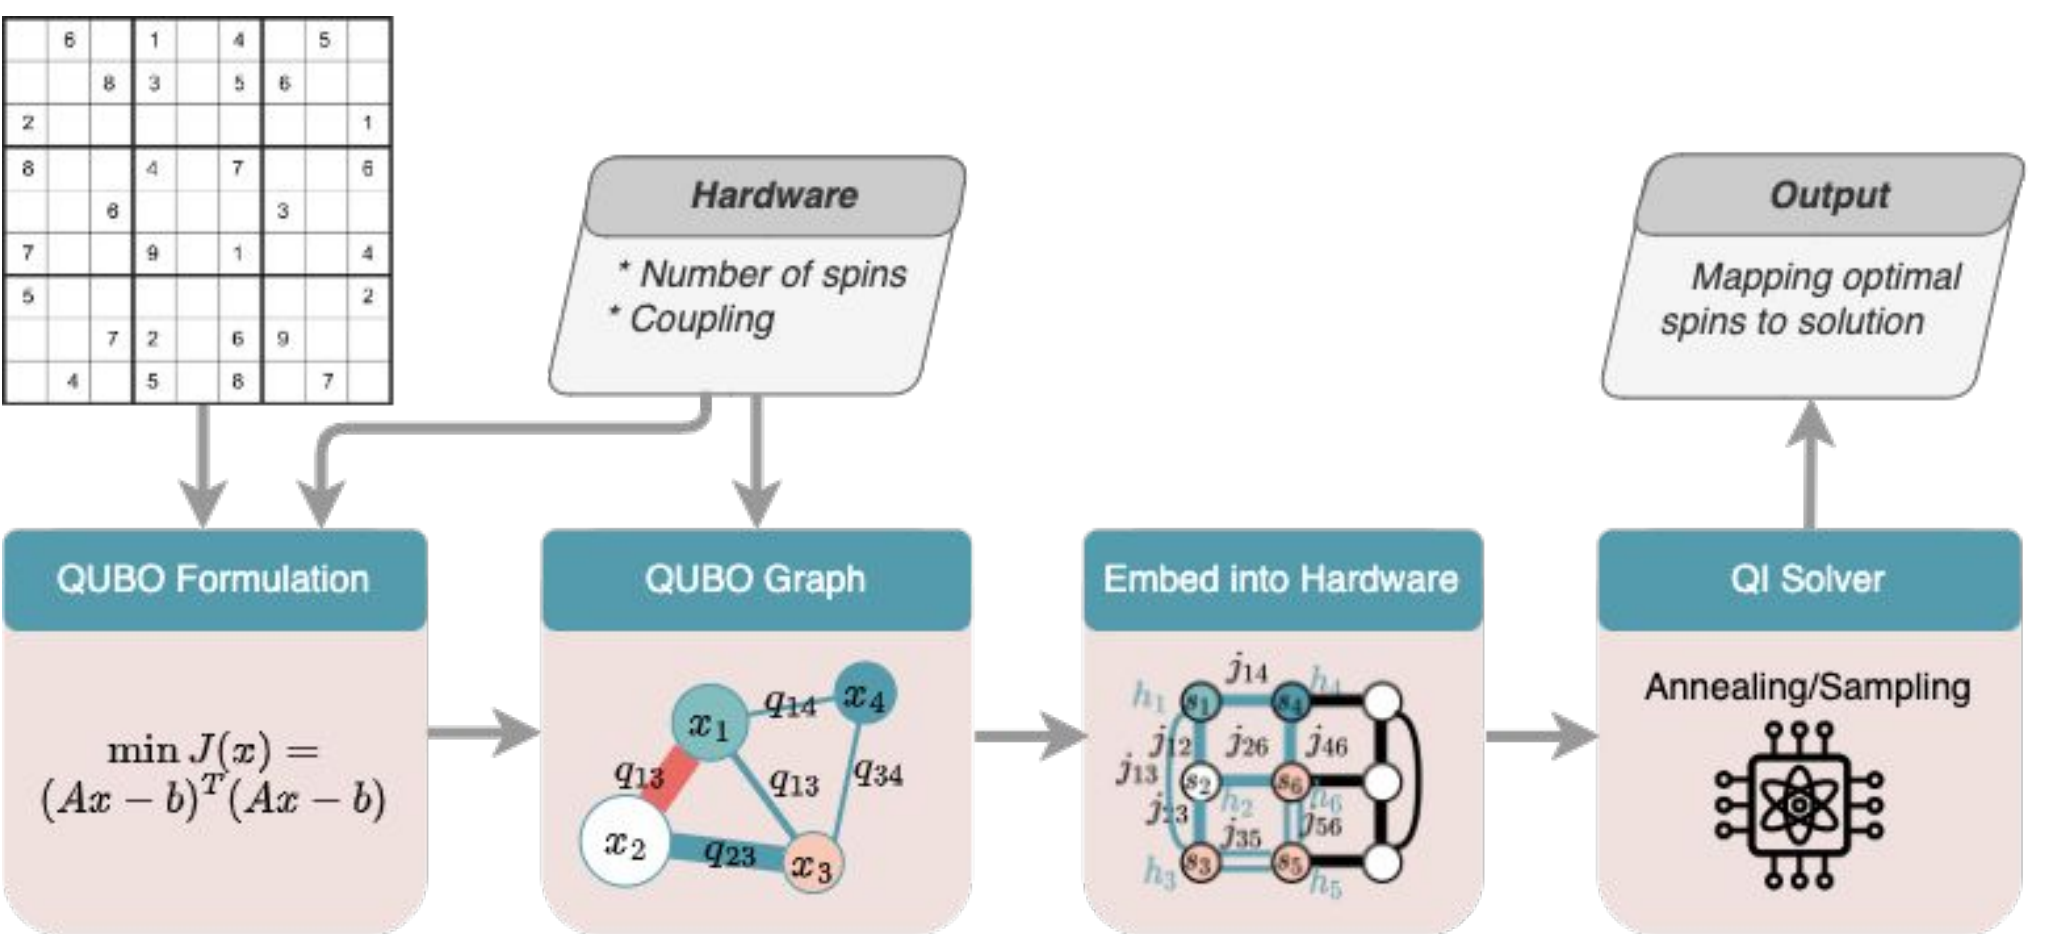 6 1 4 5
8 3 5 6
2 1
8 4 7 6
6 3
7 9 1 4
5 2
7 2 6 9
4 5 8 7
Hardware
* Number of spins
* Coupling
Output
Mapping optimal
spins to solution
QUBO Formulation
min J(x) =
(Ax − b)^T(Ax − b)
QUBO Graph
x₁
x₂
x₃
x₄
q₁₄
q₁₃
q₁₃
q₃₄
q₂₃
Embed into Hardware
j₁₄
h₁
s₁
s₄
h₄
j₁₂
j₂₆
j₄₆
j₁₃
s₂
h₂
s₆
h₆
j₂₃
j₃₅
j₅₆
h₃
s₃
s₅
h₅
QI Solver
Annealing/Sampling